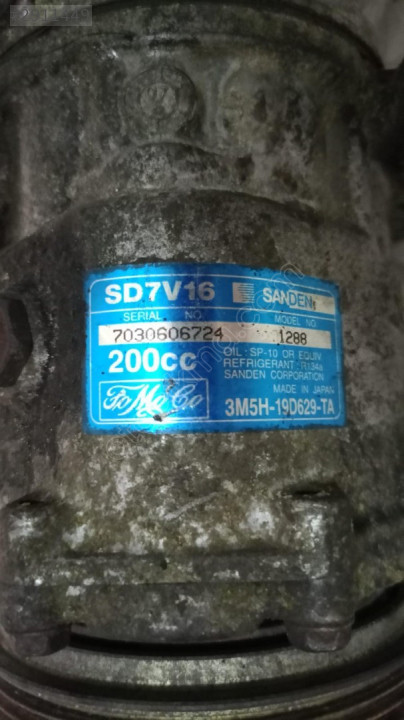 SD7V16 SANDEN
SERIAL NO. MODEL NO.
7030606724 1288
200cc
OIL : SP-10 OR EQUIV
REFRIGERANT : R134a
SANDEN CORPORATION
MADE IN JAPAN
FoMoCo
3M5H-19D629-TA